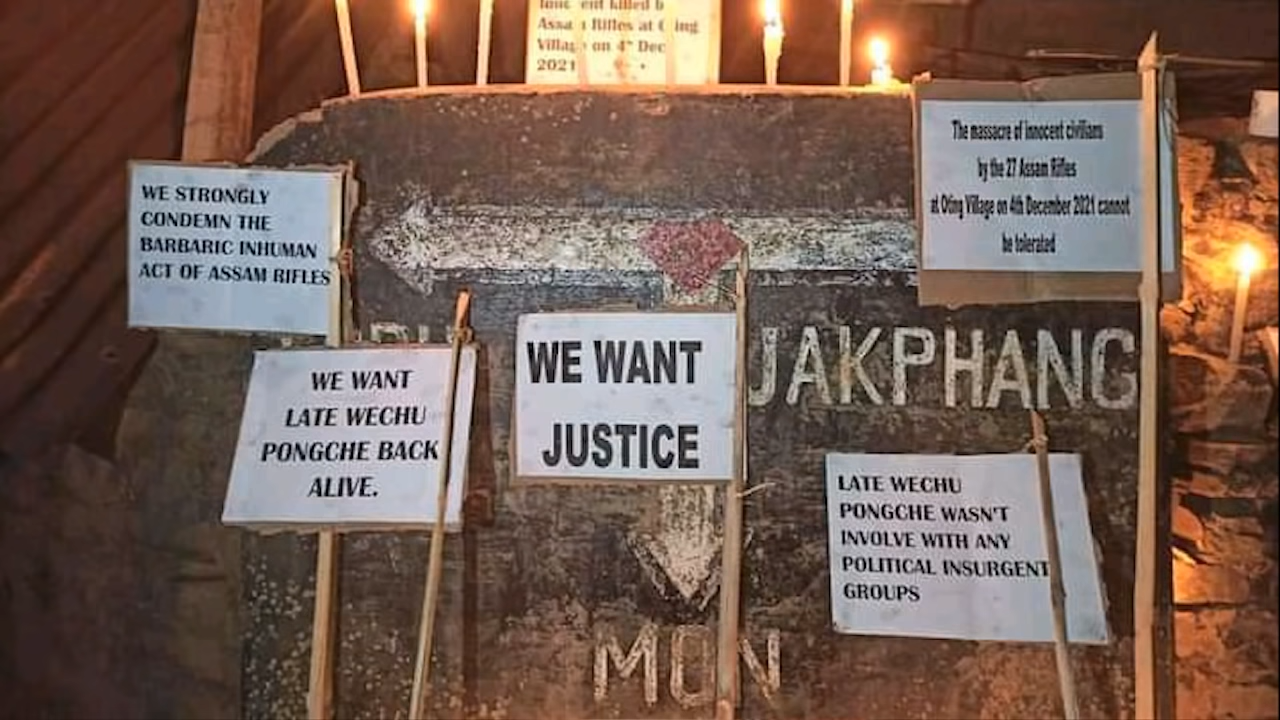 Assam Rifles at Oting
Village on 4th Dec
2021
WE STRONGLY
CONDEMN THE
BARBARIC INHUMAN
ACT OF ASSAM RIFLES
The massacre of innocent civilians
by the 27 Assam Rifles
at Oting Village on 4th December 2021 cannot
be tolerated
JAKPHANG
WE WANT
LATE WECHU
PONGCHE BACK
ALIVE.
WE WANT
JUSTICE
LATE WECHU
PONGCHE WASN'T
INVOLVE WITH ANY
POLITICAL INSURGENT
GROUPS
MON